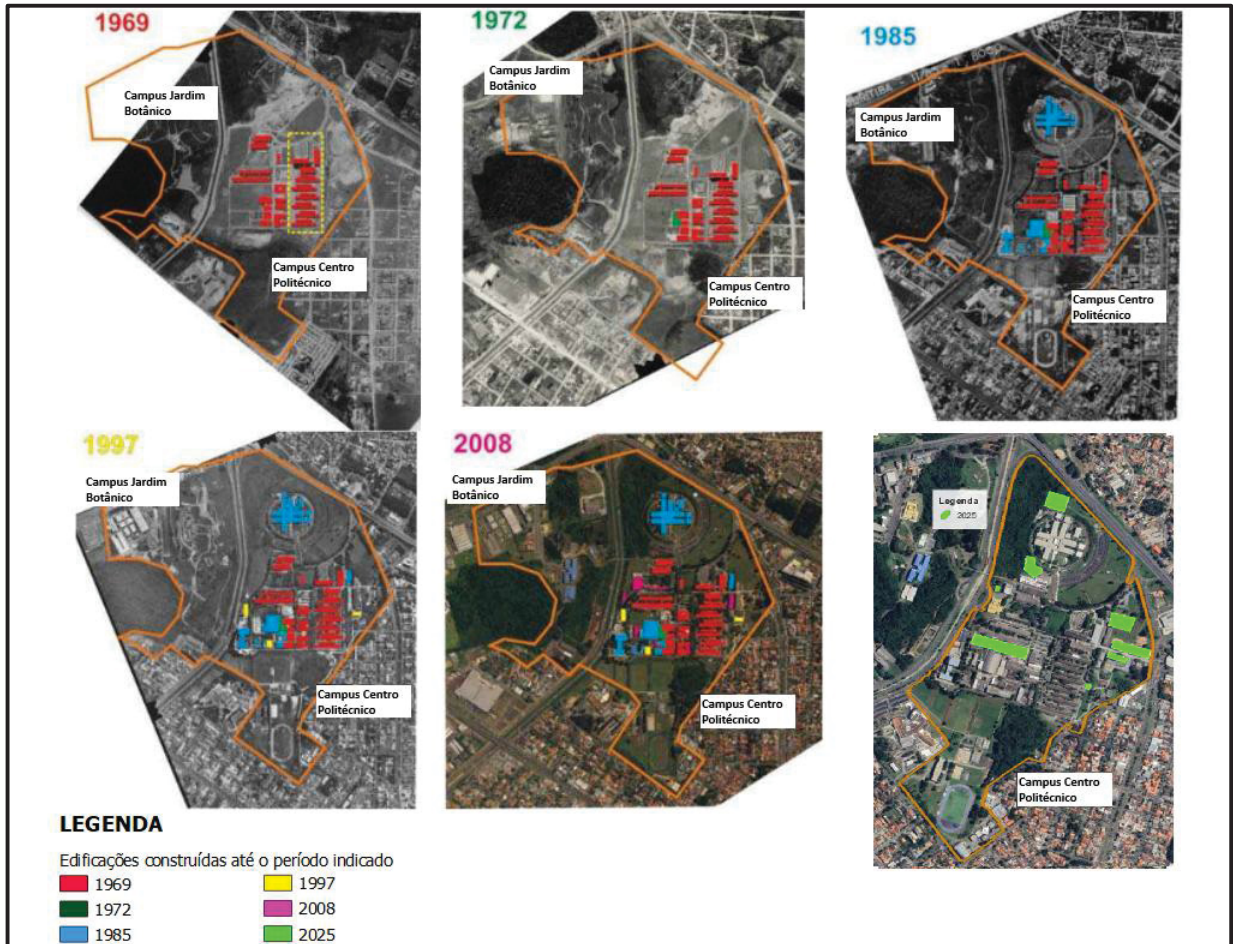 1969
Campus Jardim
Botânico
Campus Centro
Politécnico
1972
Campus Jardim
Botânico
Campus Centro
Politécnico
1985
Campus Jardim
Botânico
Campus Centro
Politécnico
1997
Campus Jardim
Botânico
Campus Centro
Politécnico
2008
Campus Jardim
Botânico
Campus Centro
Politécnico
Legenda
2025
Campus Centro
Politécnico
LEGENDA
Edificações construídas até o período indicado
1969
1972
1985
1997
2008
2025